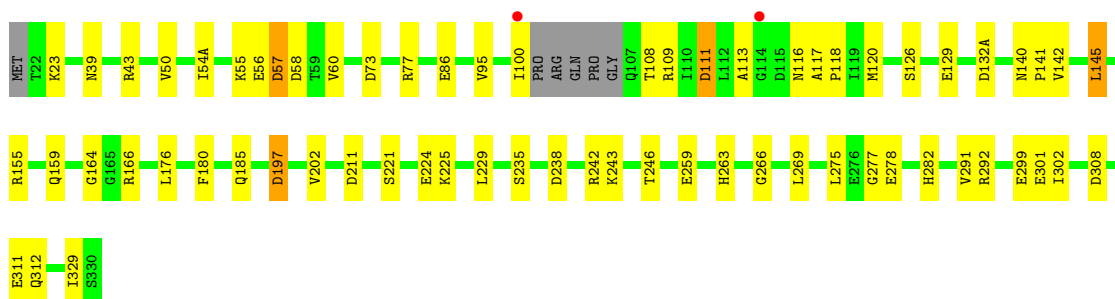 MET T22 K23 N39 R43 V50 I54A K55 E56 D57 D58 T59 V60 D73 R77 E86 V95 I100 PRO ARG GLN PRO GLY Q107 T108 R109 I110 D111 L112 A113 G114 D115 N116 A117 P118 I119 M120 S126 E129 D132A N140 P141 V142 L145
R155 Q159 G164 G165 R166 L176 F180 Q185 D197 V202 D211 S221 E224 K225 L229 S235 D238 R242 K243 T246 E259 H263 G266 L269 L275 E276 G277 E278 H282 V291 R292 E299 E301 I302 D308
E311 Q312 I329 S330